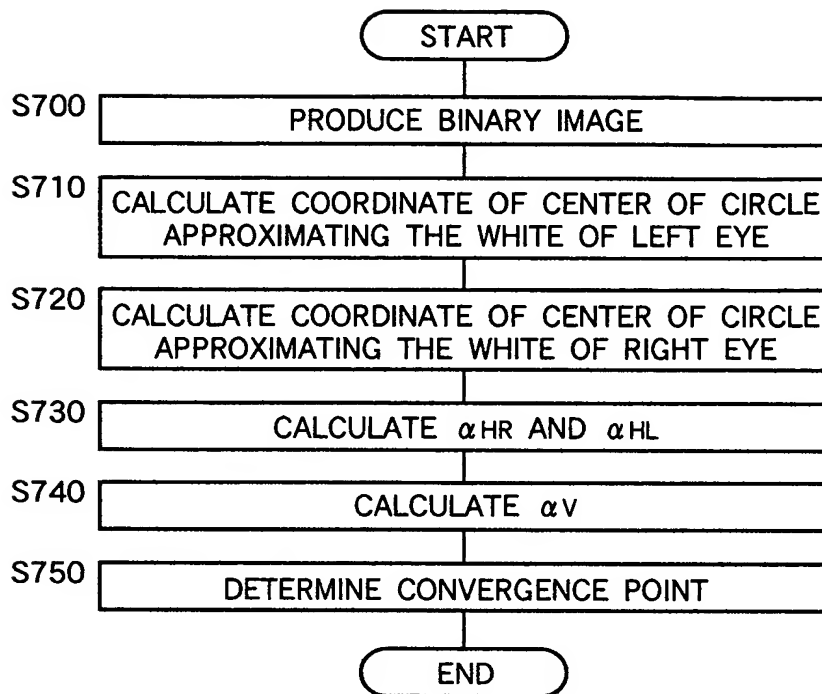 START
S700
PRODUCE BINARY IMAGE
S710
CALCULATE COORDINATE OF CENTER OF CIRCLE
APPROXIMATING THE WHITE OF LEFT EYE
S720
CALCULATE COORDINATE OF CENTER OF CIRCLE
APPROXIMATING THE WHITE OF RIGHT EYE
S730
CALCULATE αHR AND αHL
S740
CALCULATE αV
S750
DETERMINE CONVERGENCE POINT
END